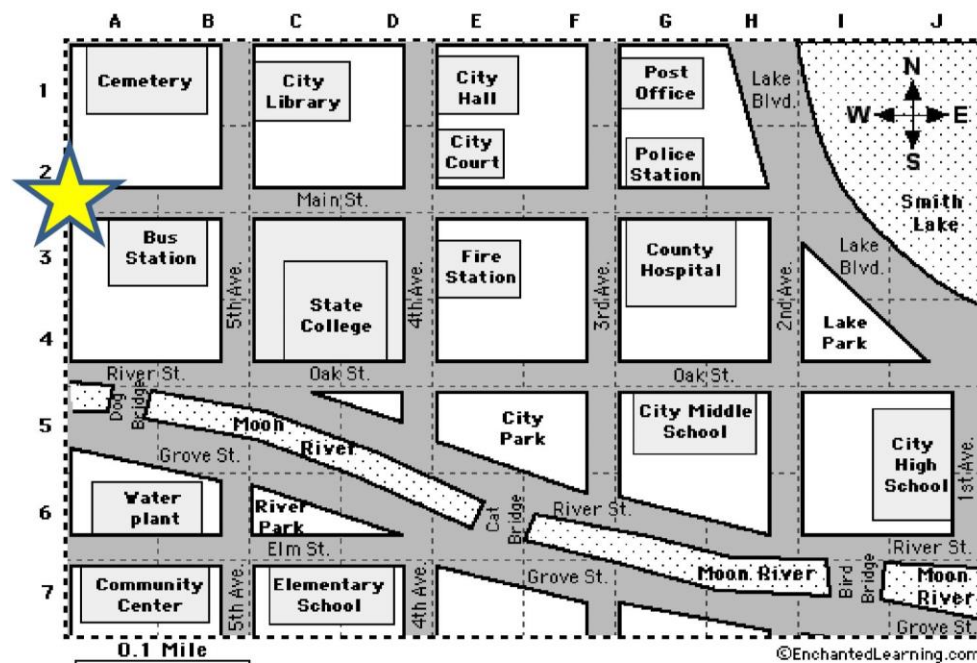 A B C D E F G H I J
1
Cemetery
City
Library
City
Hall
Post
Office
Lake
Blvd.
N
W E
S
2
City
Court
Police
Station
Main St.
Smith
Lake
3
Bus
Station
5th Ave.
State
College
4th Ave.
Fire
Station
3rd Ave.
County
Hospital
2nd Ave.
Lake
Blvd.
4
Lake
Park
River St.
Oak St.
Oak St.
5
Dog
Bridge
Moon
River
City
Park
City Middle
School
City
High
School
1st Ave.
Grove St.
6
Water
plant
River
Park
Cat
Bridge
River St.
Elm St.
River St.
7
Community
Center
5th Ave.
Elementary
School
4th Ave.
Grove St.
Moon River
Bird
Bridge
Moon
River
Grove St.
0.1 Mile
©EnchantedLearning.com